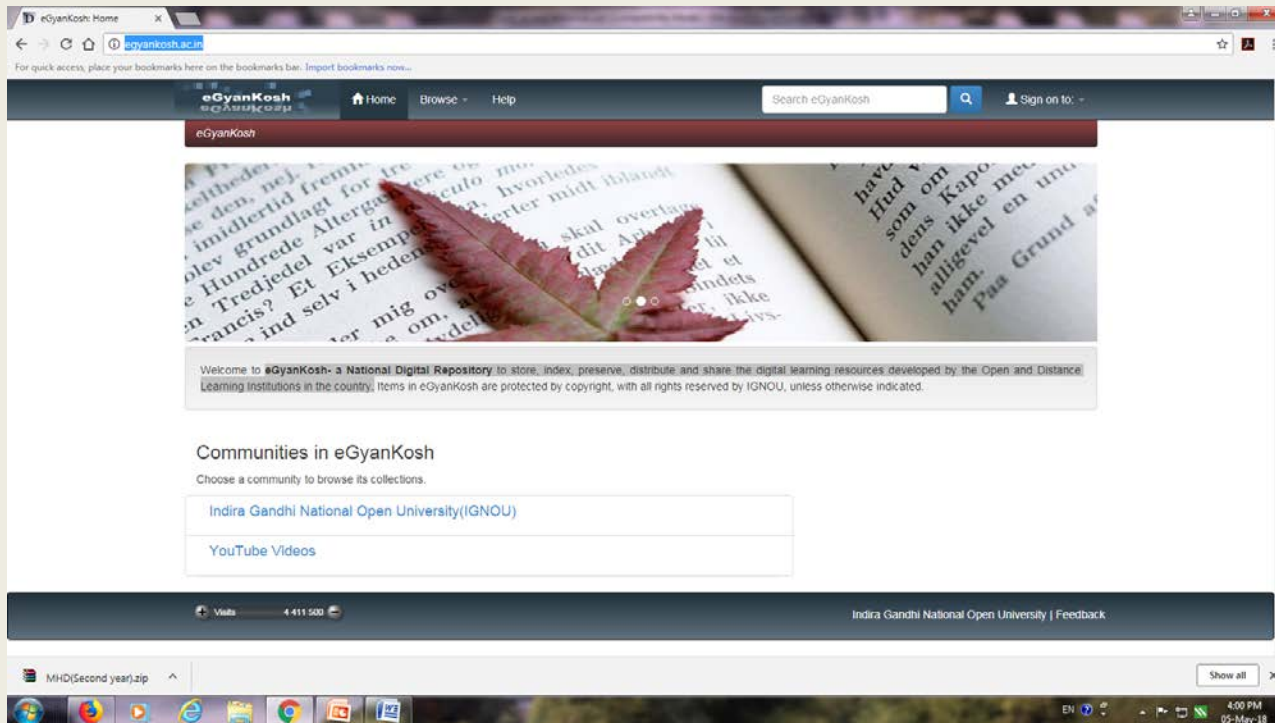 eGyanKosh: Home
egyankosh.ac.in
For quick access, place your bookmarks here on the bookmarks bar. Import bookmarks now...
eGyanKosh Home Browse Help Search eGyanKosh Sign on to:
eGyanKosh
Welcome to eGyanKosh- a National Digital Repository to store, index, preserve, distribute and share the digital learning resources developed by the Open and Distance
Learning Institutions in the country. Items in eGyanKosh are protected by copyright, with all rights reserved by IGNOU, unless otherwise indicated.
Communities in eGyanKosh
Choose a community to browse its collections.
Indira Gandhi National Open University(IGNOU)
YouTube Videos
Visits 4 411 500
Indira Gandhi National Open University | Feedback
MHD(Second year).zip
Show all
EN
4:00 PM
05-May-18